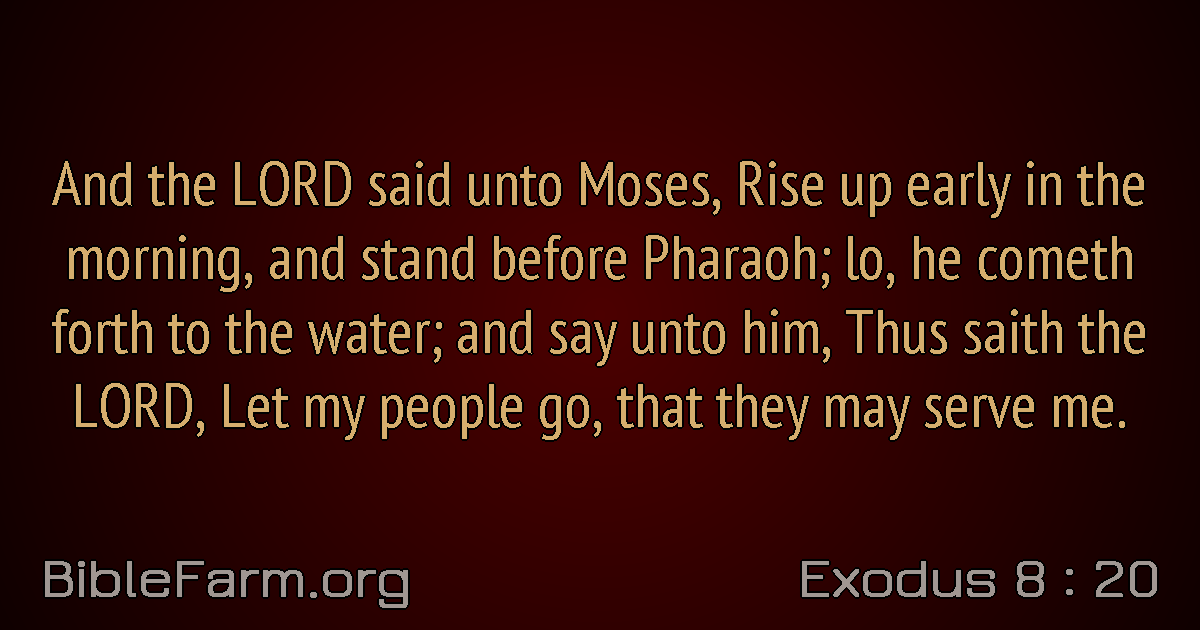 And the LORD said unto Moses, Rise up early in the
morning, and stand before Pharaoh; lo, he cometh
forth to the water; and say unto him, Thus saith the
LORD, Let my people go, that they may serve me.
BibleFarm.org
Exodus 8 : 20